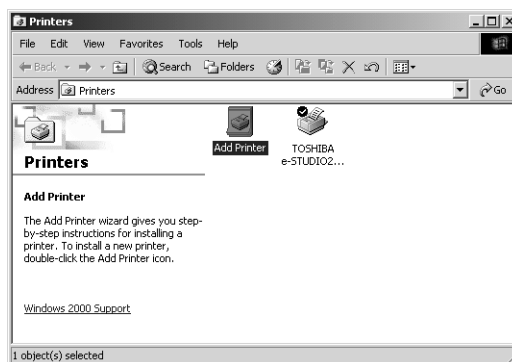 Printers
File Edit View Favorites Tools Help
Back Search Folders
Address Printers Go
Printers
Add Printer
The Add Printer wizard gives you step-
by-step instructions for installing a
printer. To install a new printer,
double-click the Add Printer icon.
Windows 2000 Support
Add Printer
TOSHIBA
e-STUDIO2...
1 object(s) selected